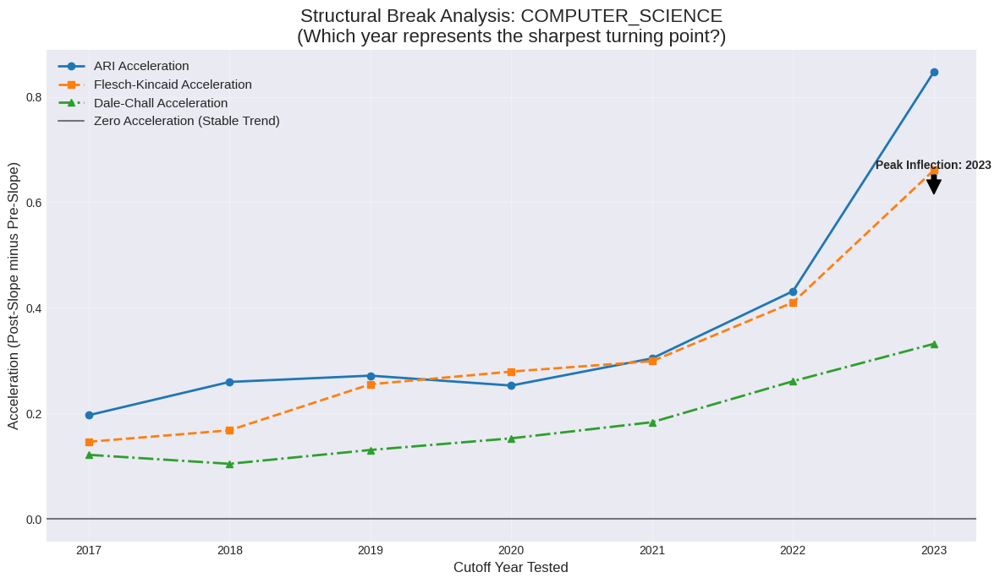 Structural Break Analysis: COMPUTER_SCIENCE
(Which year represents the sharpest turning point?)
ARI Acceleration
Flesch-Kincaid Acceleration
Dale-Chall Acceleration
Zero Acceleration (Stable Trend)
Peak Inflection: 2023
Acceleration (Post-Slope minus Pre-Slope)
0.8
0.6
0.4
0.2
0.0
2017 2018 2019 2020 2021 2022 2023
Cutoff Year Tested